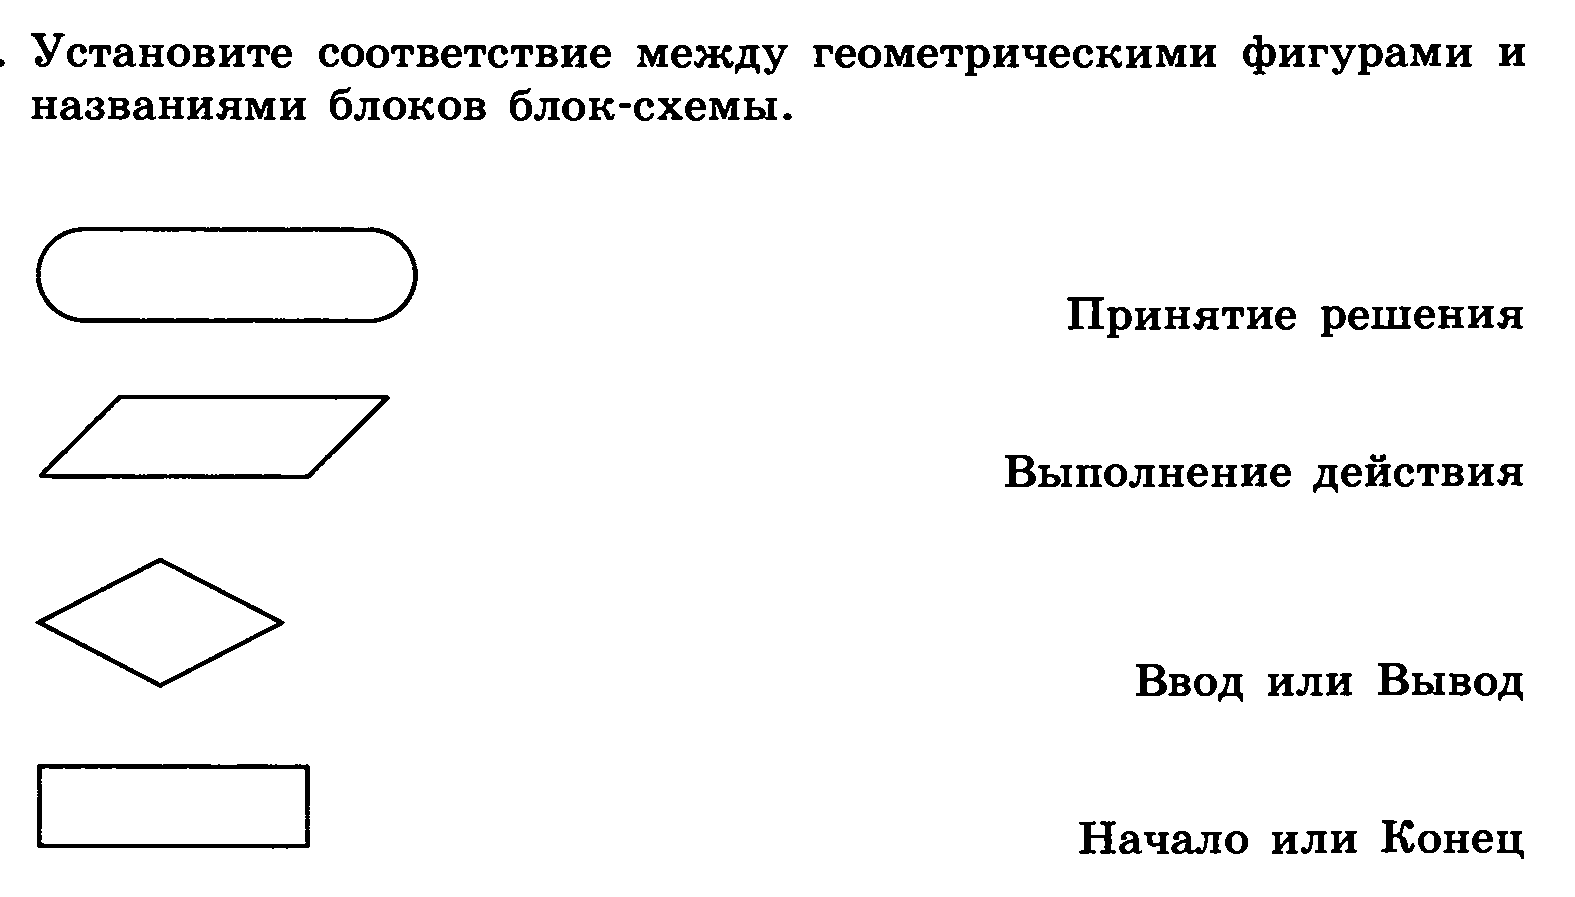 . Установите соответствие между геометрическими фигурами и
названиями блоков блок-схемы.
Принятие решения
Выполнение действия
Ввод или Вывод
Начало или Конец